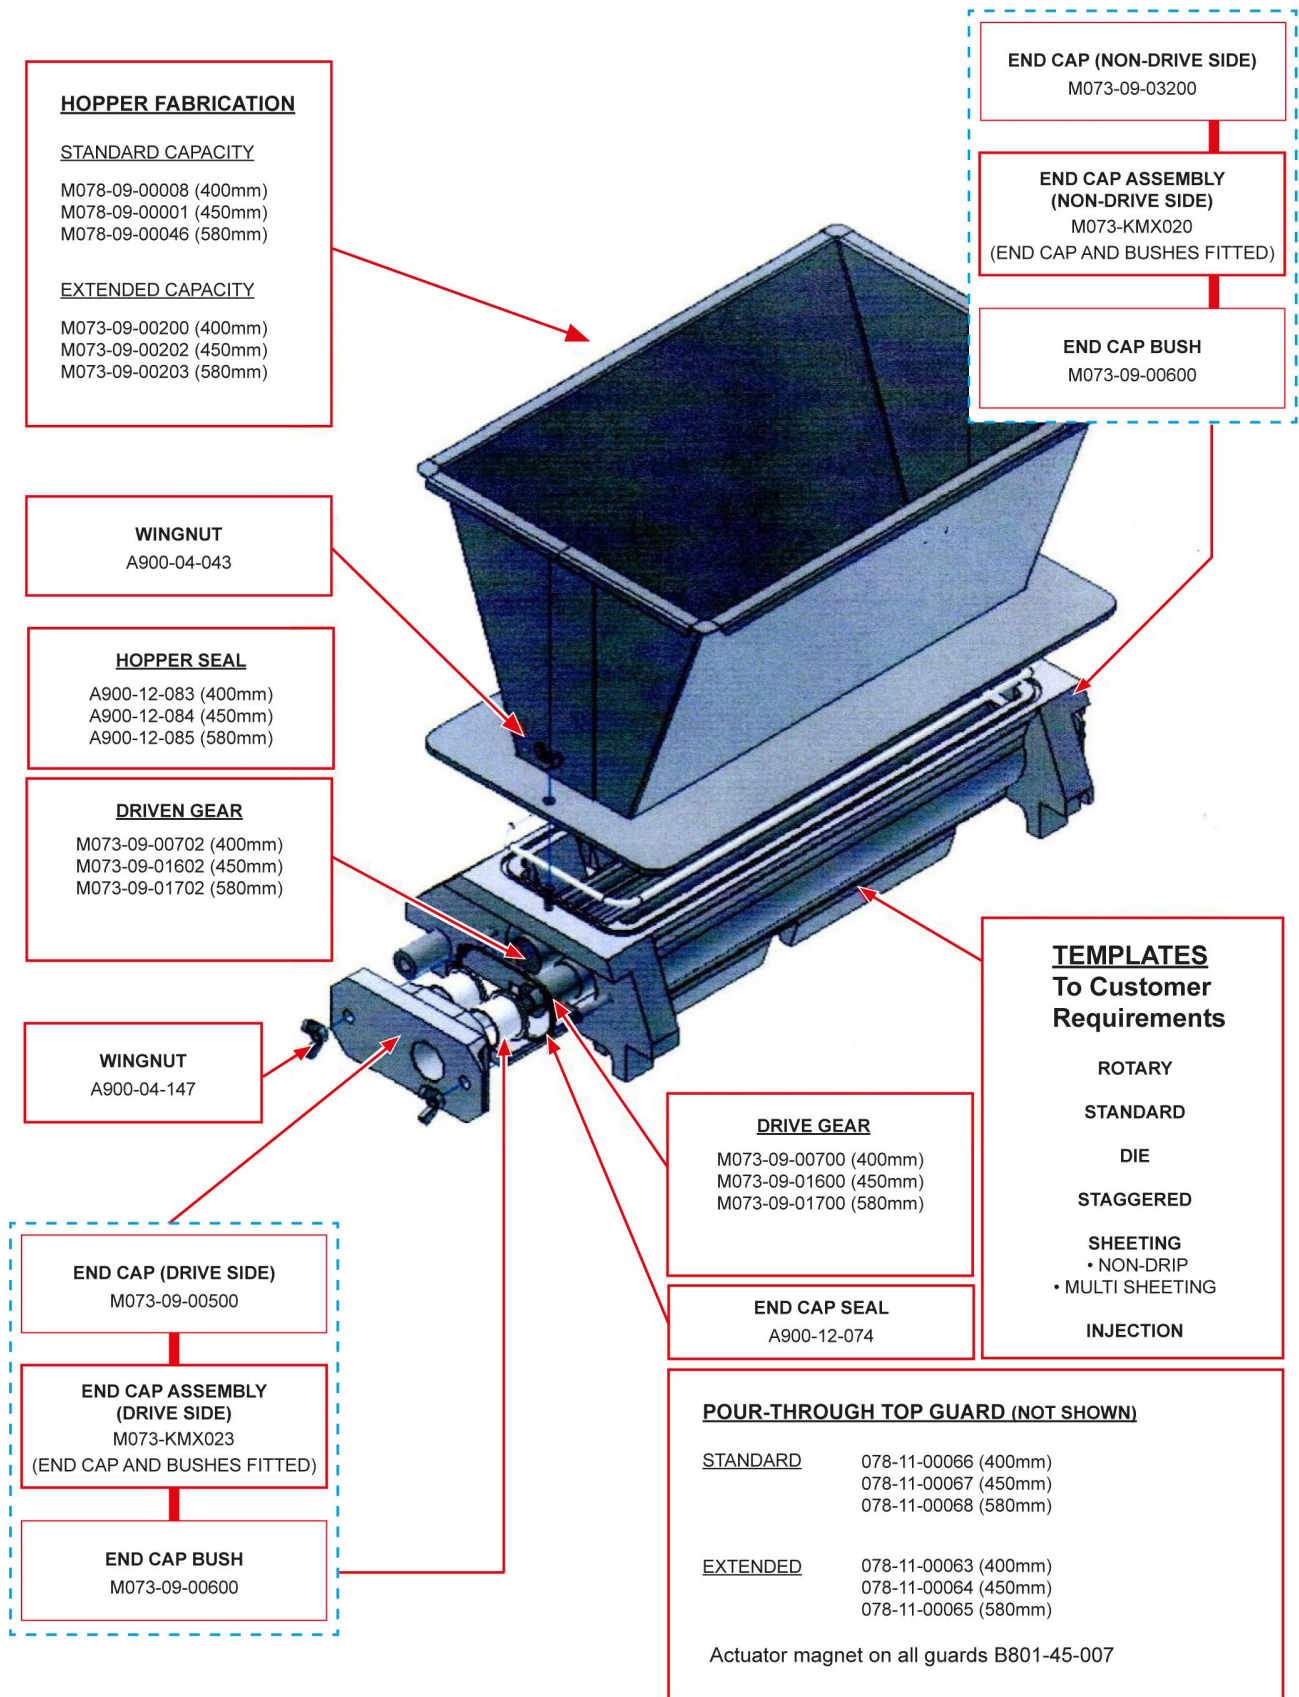 HOPPER FABRICATION
STANDARD CAPACITY
M078-09-00008 (400mm)
M078-09-00001 (450mm)
M078-09-00046 (580mm)
EXTENDED CAPACITY
M073-09-00200 (400mm)
M073-09-00202 (450mm)
M073-09-00203 (580mm)
END CAP (NON-DRIVE SIDE)
M073-09-03200
END CAP ASSEMBLY
(NON-DRIVE SIDE)
M073-KMX020
(END CAP AND BUSHES FITTED)
END CAP BUSH
M073-09-00600
WINGNUT
A900-04-043
HOPPER SEAL
A900-12-083 (400mm)
A900-12-084 (450mm)
A900-12-085 (580mm)
DRIVEN GEAR
M073-09-00702 (400mm)
M073-09-01602 (450mm)
M073-09-01702 (580mm)
WINGNUT
A900-04-147
TEMPLATES
To Customer
Requirements
ROTARY
STANDARD
DIE
STAGGERED
SHEETING
• NON-DRIP
• MULTI SHEETING
INJECTION
DRIVE GEAR
M073-09-00700 (400mm)
M073-09-01600 (450mm)
M073-09-01700 (580mm)
END CAP SEAL
A900-12-074
END CAP (DRIVE SIDE)
M073-09-00500
END CAP ASSEMBLY
(DRIVE SIDE)
M073-KMX023
(END CAP AND BUSHES FITTED)
END CAP BUSH
M073-09-00600
POUR-THROUGH TOP GUARD (NOT SHOWN)
STANDARD 078-11-00066 (400mm)
078-11-00067 (450mm)
078-11-00068 (580mm)
EXTENDED 078-11-00063 (400mm)
078-11-00064 (450mm)
078-11-00065 (580mm)
Actuator magnet on all guards B801-45-007